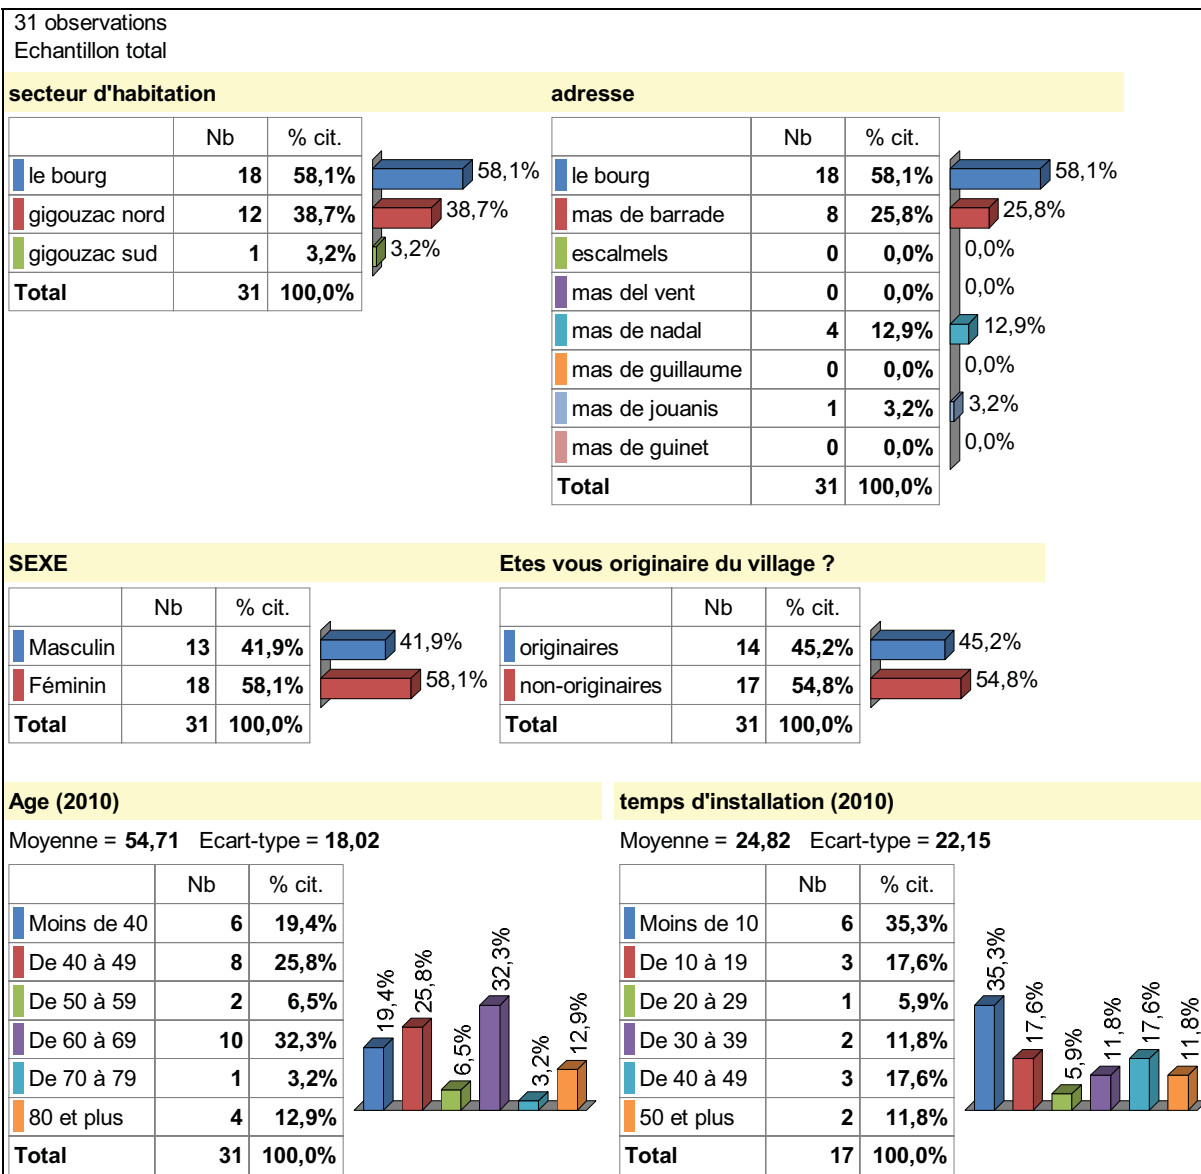 31 observations
Echantillon total
secteur d'habitation
Nb % cit.
le bourg 18 58,1% 58,1%
gigouzac nord 12 38,7% 38,7%
gigouzac sud 1 3,2% 3,2%
Total 31 100,0%
adresse
Nb % cit.
le bourg 18 58,1% 58,1%
mas de barrade 8 25,8% 25,8%
escalmels 0 0,0% 0,0%
mas del vent 0 0,0% 0,0%
mas de nadal 4 12,9% 12,9%
mas de guillaume 0 0,0% 0,0%
mas de jouanis 1 3,2% 3,2%
mas de guinet 0 0,0% 0,0%
Total 31 100,0%
SEXE
Nb % cit.
Masculin 13 41,9% 41,9%
Féminin 18 58,1% 58,1%
Total 31 100,0%
Etes vous originaire du village ?
Nb % cit.
originaires 14 45,2% 45,2%
non-originaires 17 54,8% 54,8%
Total 31 100,0%
Age (2010)
Moyenne = 54,71 Ecart-type = 18,02
Nb % cit.
Moins de 40 6 19,4%
De 40 à 49 8 25,8%
De 50 à 59 2 6,5%
De 60 à 69 10 32,3%
De 70 à 79 1 3,2%
80 et plus 4 12,9%
Total 31 100,0%
19,4% 25,8% 6,5% 32,3% 3,2% 12,9%
temps d'installation (2010)
Moyenne = 24,82 Ecart-type = 22,15
Nb % cit.
Moins de 10 6 35,3%
De 10 à 19 3 17,6%
De 20 à 29 1 5,9%
De 30 à 39 2 11,8%
De 40 à 49 3 17,6%
50 et plus 2 11,8%
Total 17 100,0%
35,3% 17,6% 5,9% 11,8% 17,6% 11,8%